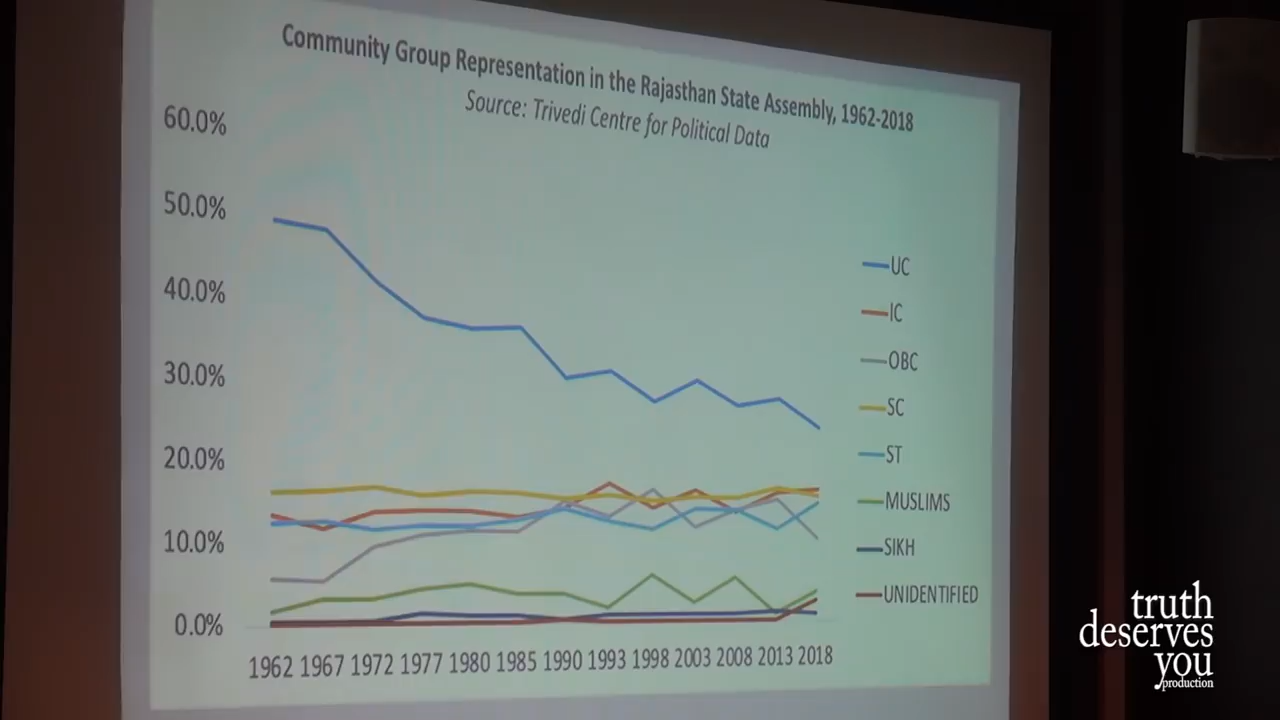 Community Group Representation in the Rajasthan State Assembly, 1962-2018
Source: Trivedi Centre for Political Data
60.0%
50.0%
40.0%
30.0%
20.0%
10.0%
0.0%
1962 1967 1972 1977 1980 1985 1990 1993 1998 2003 2008 2013 2018
UC
IC
OBC
SC
ST
MUSLIMS
SIKH
UNIDENTIFIED
truth
deserves
you
production